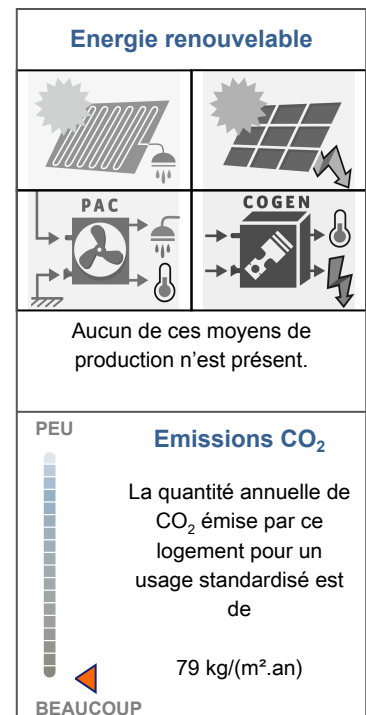 Energie renouvelable
PAC
COGEN
Aucun de ces moyens de
production n'est présent.
PEU
Emissions CO₂
La quantité annuelle de
CO₂ émise par ce
logement pour un
usage standardisé est
de
79 kg/(m².an)
BEAUCOUP